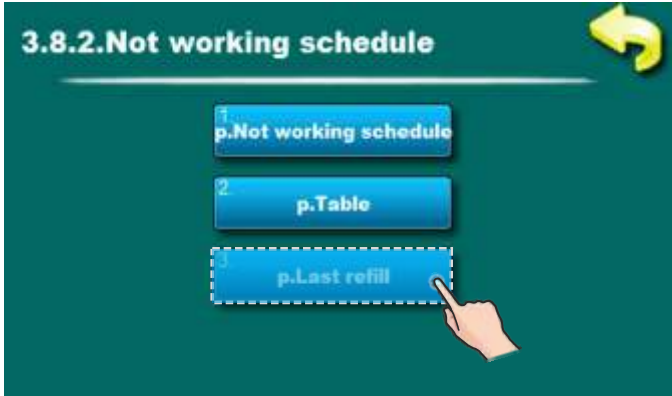 3.8.2.Not working schedule
1.
p.Not working schedule
2.
p.Table
3.
p.Last refill